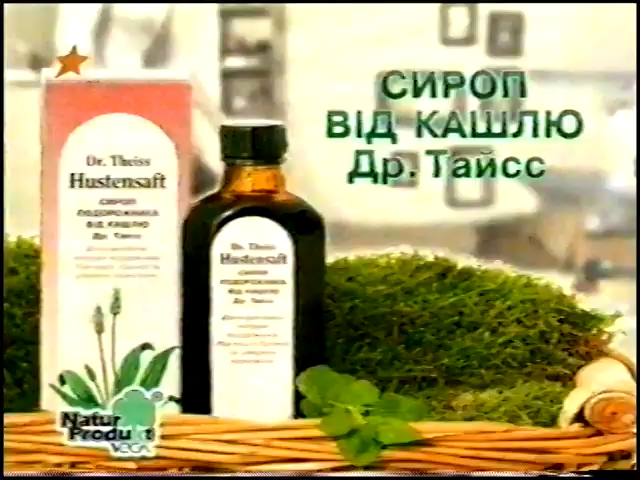 СИРОП
ВІД КАШЛЮ
Др. Тайсс
Dr. Theiss
Hustensaft
СИРОП
ПОДОРОЖНИКА
ВІД КАШЛЮ
Др. Тайсс
Dr. Theiss
Hustensaft
СИРОП
ПОДОРОЖНИКА
ВІД КАШЛЮ
Др. Тайсс
Natur
Produkt
VEGA